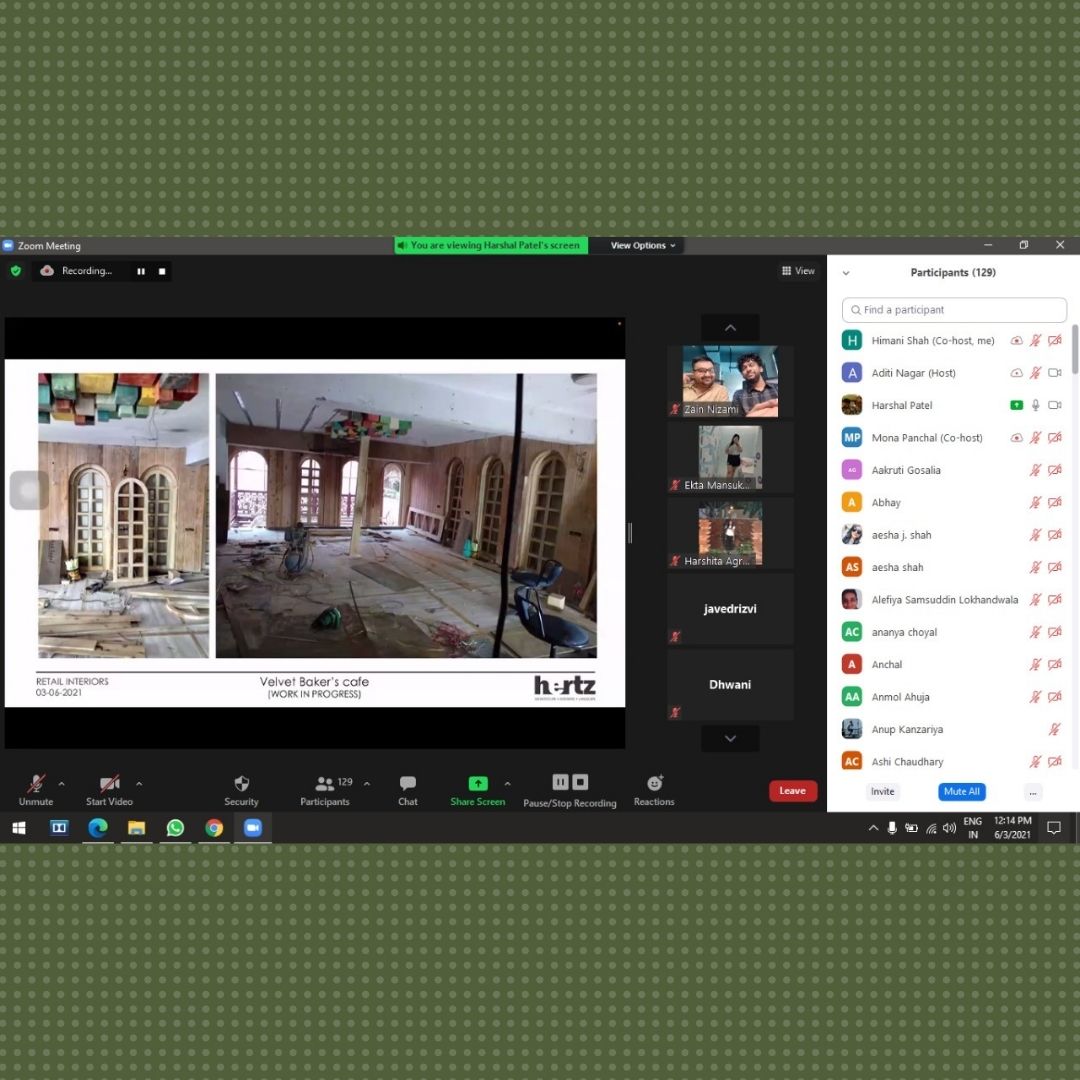 Zoom Meeting
You are viewing Harshal Patel's screen
View Options
Recording...
View
Participants (129)
Find a participant
H Himani Shah (Co-host, me)
A Aditi Nagar (Host)
Harshal Patel
MP Mona Panchal (Co-host)
AG Aakruti Gosalia
A Abhay
aesha j. shah
AS aesha shah
Alefiya Samsuddin Lokhandwala
AC ananya choyal
A Anchal
AA Anmol Ahuja
Anup Kanzariya
AC Ashi Chaudhary
Invite
Mute All
...
Zain Nizami
Ekta Mansuk...
Harshita Agr...
javedrizvi
Dhwani
RETAIL INTERIORS
03-06-2021
Velvet Baker's cafe
(WORK IN PROGRESS)
hertz
Unmute
Start Video
Security
129
Participants
Chat
Share Screen
Pause/Stop Recording
Reactions
Leave
ENG
IN
12:14 PM
6/3/2021